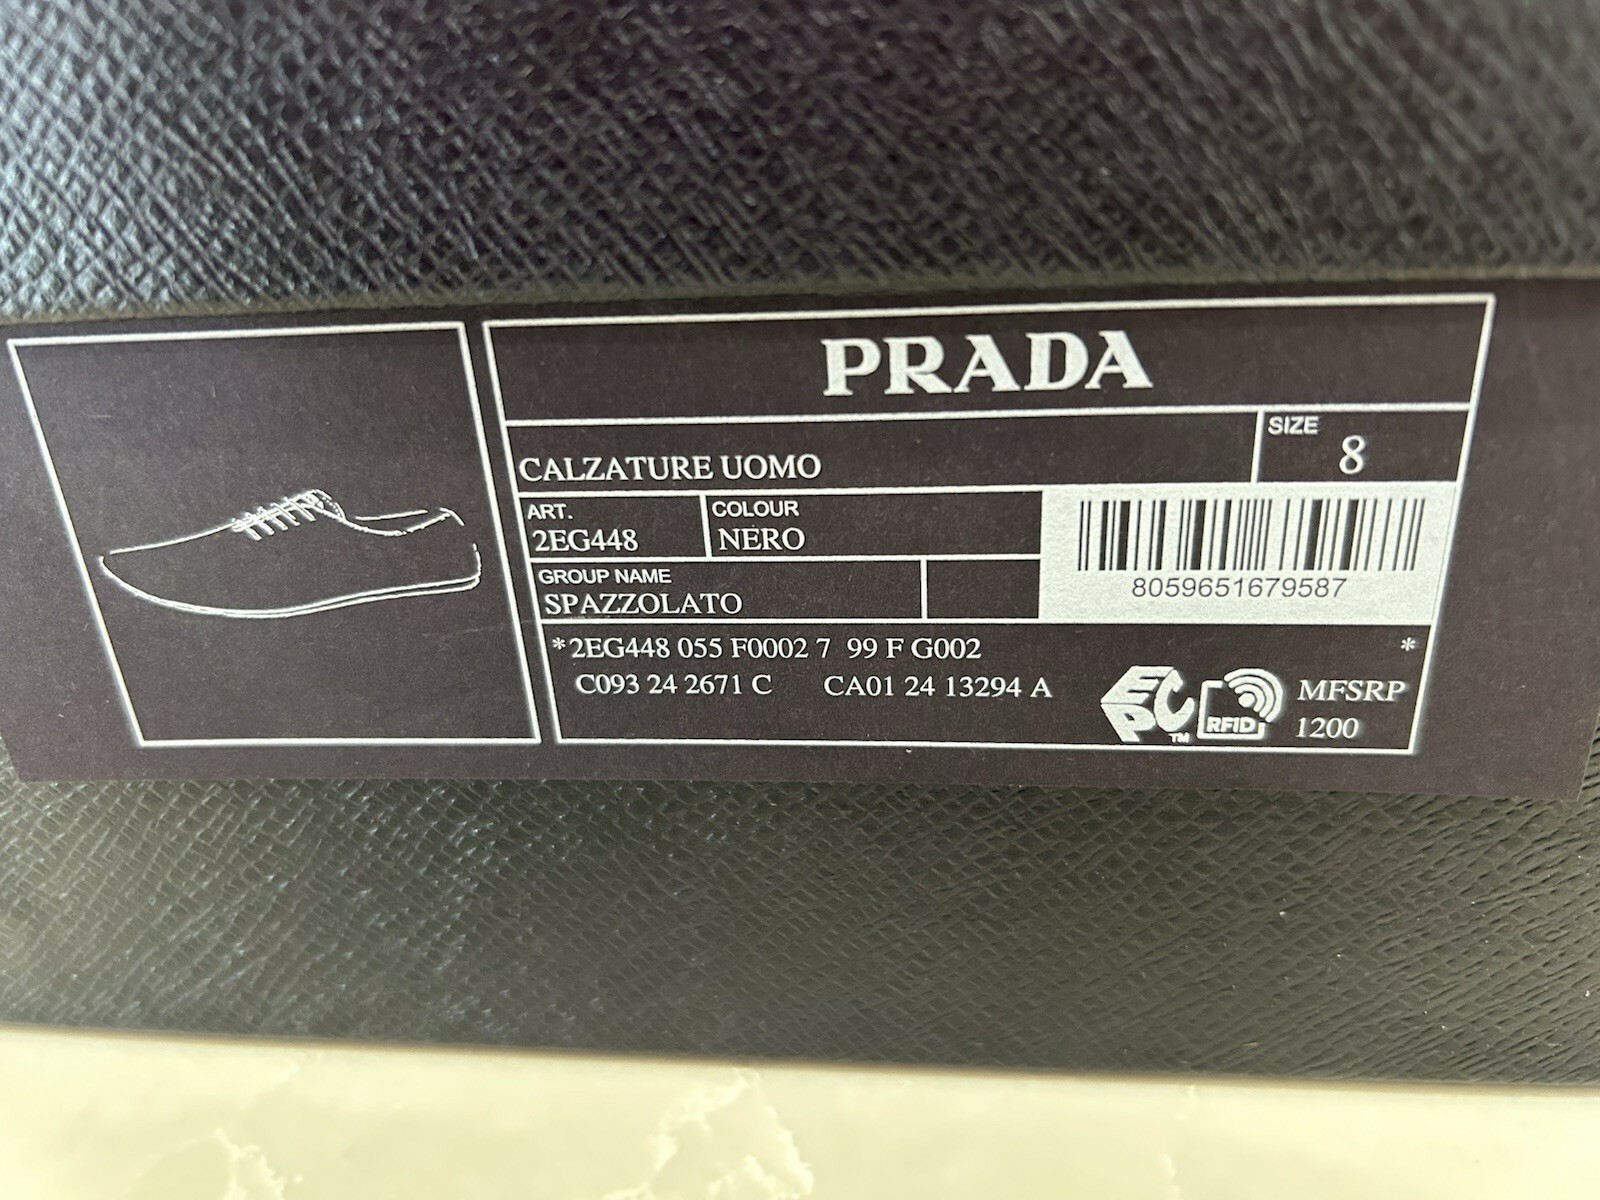 PRADA
CALZATURE UOMO
SIZE
8
ART.
2EG448
COLOUR
NERO
8059651679587
GROUP NAME
SPAZZOLATO
*2EG448 055 F0002 7 99 F G002 *
C093 24 2671 C CA01 24 13294 A
EPC™
RFID
MFSRP
1200